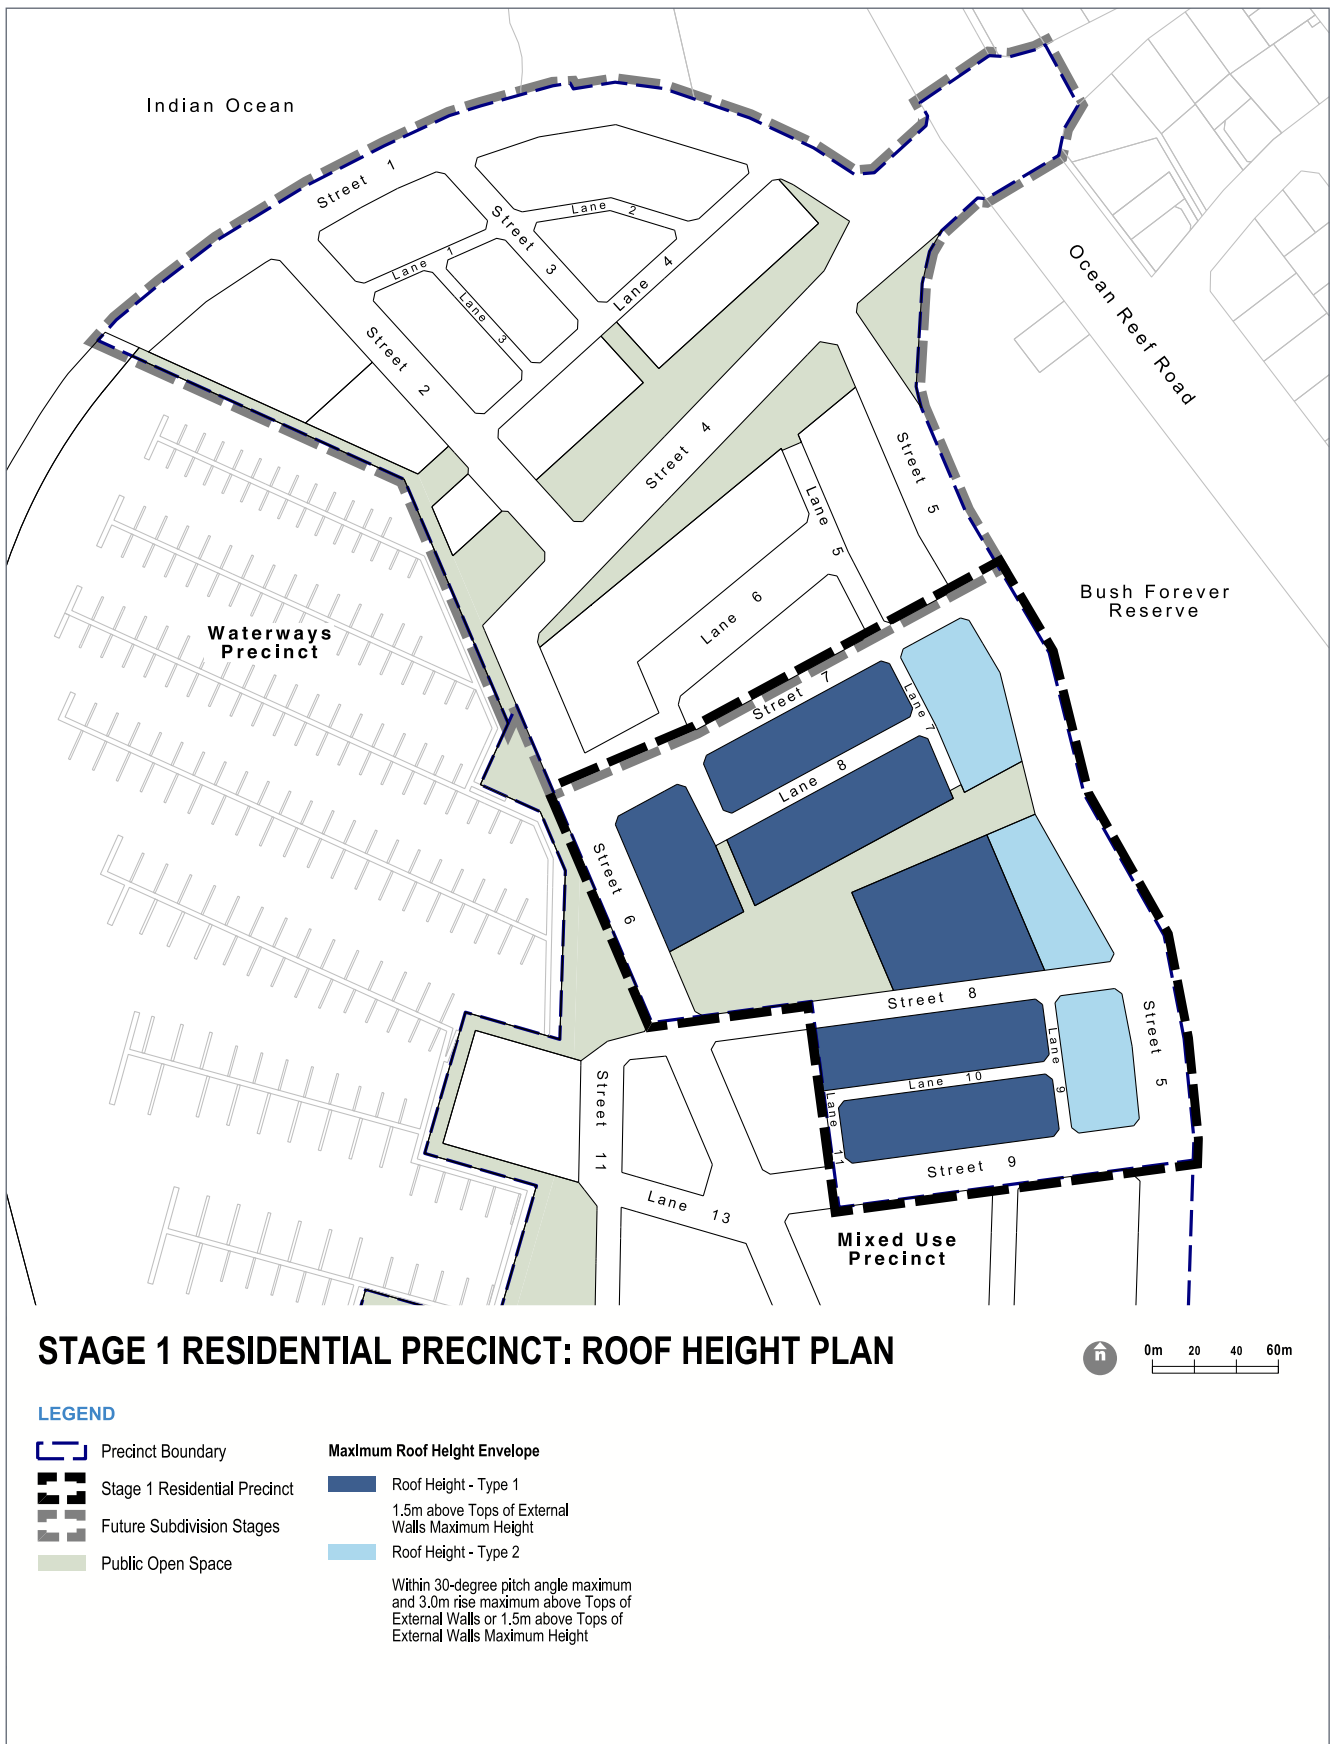 Indian Ocean
Street 1
Lane 2
Street 3
Lane 1
Lane 4
Lane 3
Street 2
Ocean Reef Road
Street 4
Street 5
Lane 5
Bush Forever
Reserve
Lane 6
Waterways
Precinct
Street 7
Lane 7
Lane 8
Street 6
Street 8
Street 5
Lane 9
Lane 10
Lane 11
Street 11
Street 9
Lane 13
Mixed Use
Precinct
STAGE 1 RESIDENTIAL PRECINCT: ROOF HEIGHT PLAN
n
0m 20 40 60m
LEGEND
Precinct Boundary
Stage 1 Residential Precinct
Future Subdivision Stages
Public Open Space
Maximum Roof Height Envelope
Roof Height - Type 1
1.5m above Tops of External
Walls Maximum Height
Roof Height - Type 2
Within 30-degree pitch angle maximum
and 3.0m rise maximum above Tops of
External Walls or 1.5m above Tops of
External Walls Maximum Height